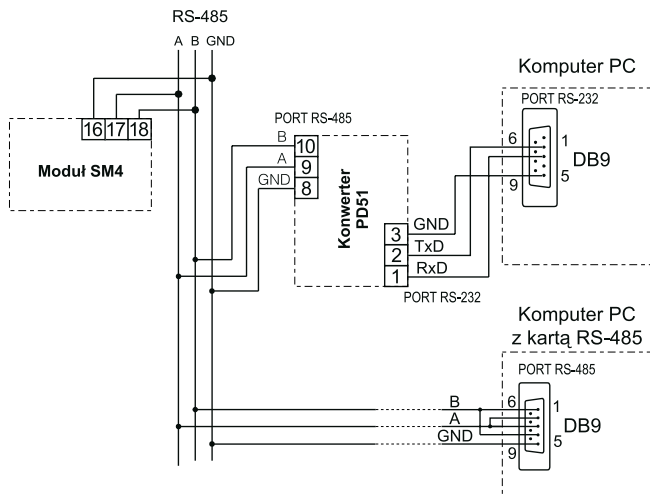 RS-485
A B GND
16 17 18
Moduł SM4
PORT RS-485
B 10
A 9
GND 8
Konwerter
PD51
3 GND
2 TxD
1 RxD
PORT RS-232
Komputer PC
PORT RS-232
6 1
DB9
9 5
Komputer PC
z kartą RS-485
PORT RS-485
B 6 1
A DB9
GND 9 5